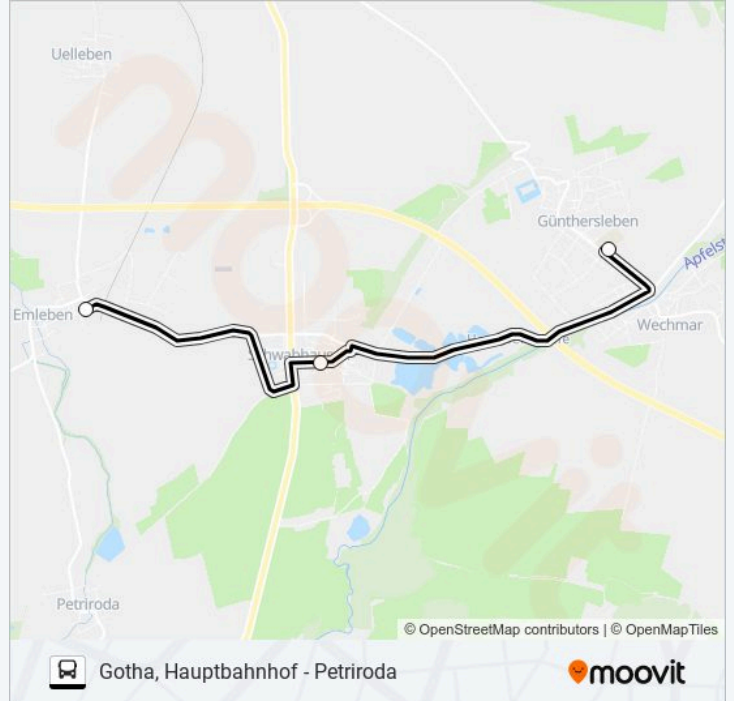 Uelleben
Günthersleben
Apfelst
Emleben
Wechmar
Petriroda
© OpenStreetMap contributors | © OpenMapTiles
Gotha, Hauptbahnhof - Petriroda
moovit